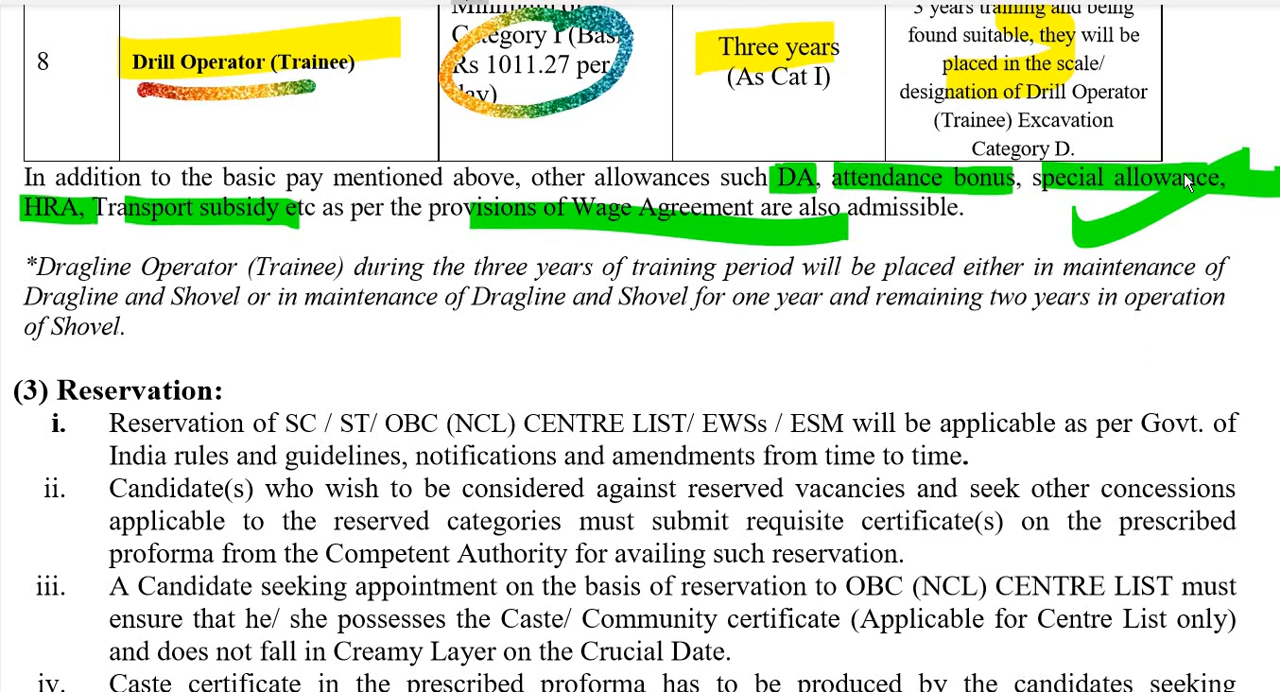 8
Drill Operator (Trainee)
Minimum of
Category I (Basic
Rs 1011.27 per
day)
Three years
(As Cat I)
3 years training and being
found suitable, they will be
placed in the scale/
designation of Drill Operator
(Trainee) Excavation
Category D.
In addition to the basic pay mentioned above, other allowances such DA, attendance bonus, special allowance,
HRA, Transport subsidy etc as per the provisions of Wage Agreement are also admissible.
*Dragline Operator (Trainee) during the three years of training period will be placed either in maintenance of
Dragline and Shovel or in maintenance of Dragline and Shovel for one year and remaining two years in operation
of Shovel.
(3) Reservation:
i. Reservation of SC / ST/ OBC (NCL) CENTRE LIST/ EWSs / ESM will be applicable as per Govt. of
India rules and guidelines, notifications and amendments from time to time.
ii. Candidate(s) who wish to be considered against reserved vacancies and seek other concessions
applicable to the reserved categories must submit requisite certificate(s) on the prescribed
proforma from the Competent Authority for availing such reservation.
iii. A Candidate seeking appointment on the basis of reservation to OBC (NCL) CENTRE LIST must
ensure that he/ she possesses the Caste/ Community certificate (Applicable for Centre List only)
and does not fall in Creamy Layer on the Crucial Date.
iv. Caste certificate in the prescribed proforma has to be produced by the candidates seeking